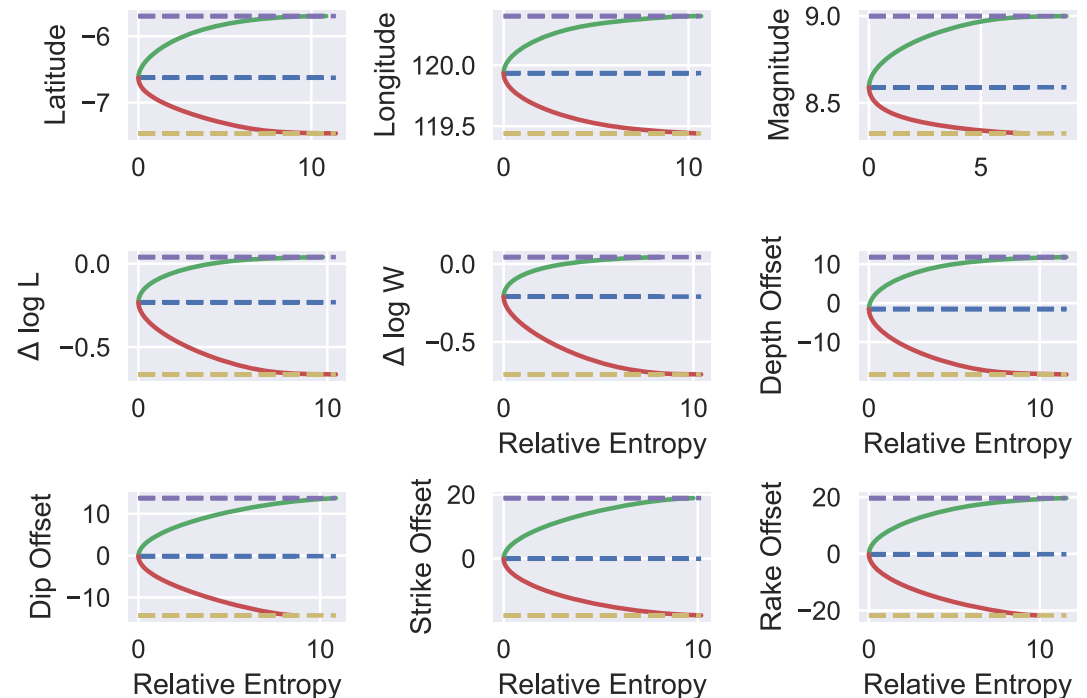 Latitude
−6
−7
0
10
Longitude
120.0
119.5
0
10
Magnitude
9.0
8.5
0
5
Δ log L
0.0
−0.5
0
10
Δ log W
0.0
−0.5
0
10
Relative Entropy
Depth Offset
10
0
−10
0
10
Relative Entropy
Dip Offset
10
0
−10
0
10
Relative Entropy
Strike Offset
20
0
0
10
Relative Entropy
Rake Offset
20
0
−20
0
10
Relative Entropy